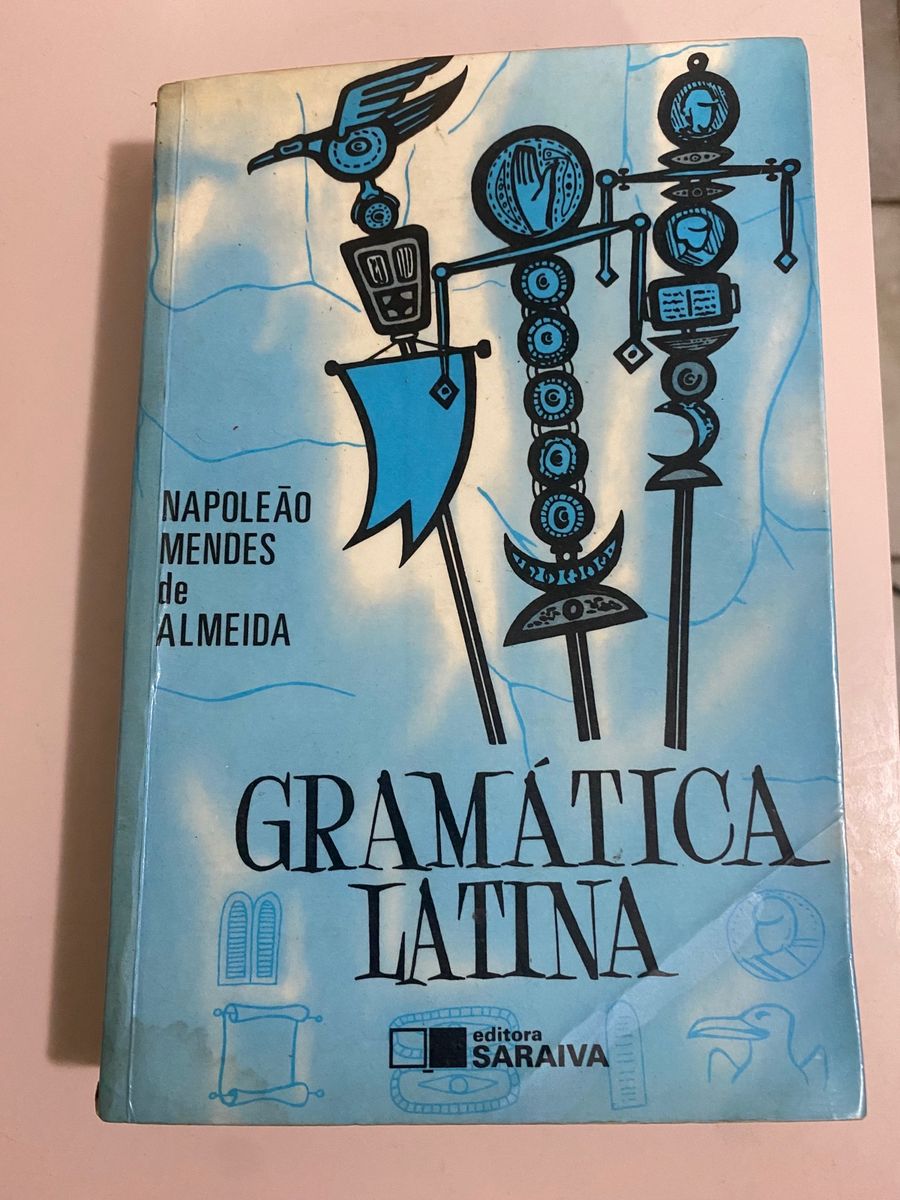 NAPOLEÃO
MENDES
de
ALMEIDA
GRAMÁTICA
LATINA
editora
SARAIVA